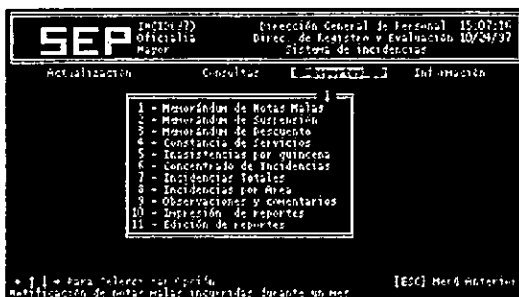 SEP
Oficialía
Mayor
Dirección General de Personal 15:07:16
Direc. de Registro y Evaluación 10/24/97
Sistema de incidencias
Actualización Consultas Información
1 - Memorándum de Notas Malas
2 - Memorándum de Suspensión
3 - Memorándum de Descuento
4 - Constancia de Servicios
5 - Inasistencias por quincena
6 - Concentrado de Incidencias
7 - Incidencias Totales
8 - Incidencias por Area
9 - Observaciones y comentarios
10 - Impresión de reportes
11 - Edición de reportes
Para Opción [ESC] Menú Anterior
Notificación de notas malas incurridas durante un mes